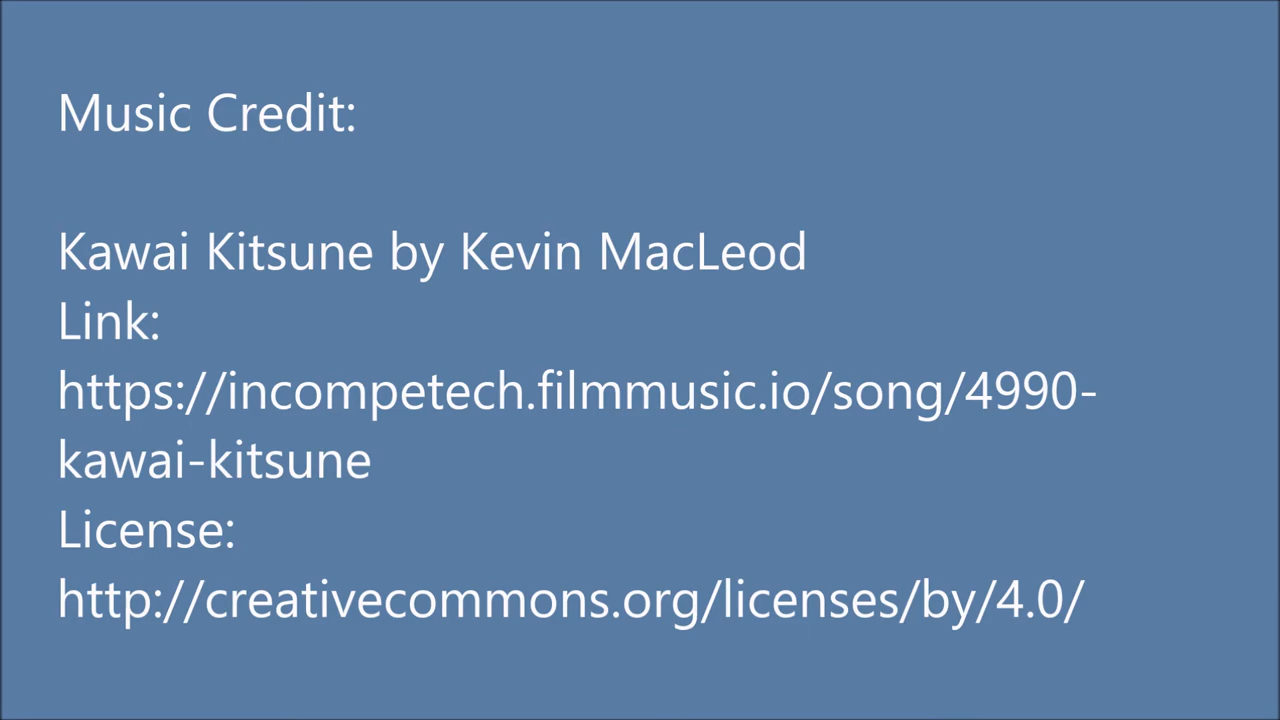 Music Credit:
Kawai Kitsune by Kevin MacLeod
Link:
https://incompetech.filmmusic.io/song/4990-
kawai-kitsune
License:
http://creativecommons.org/licenses/by/4.0/